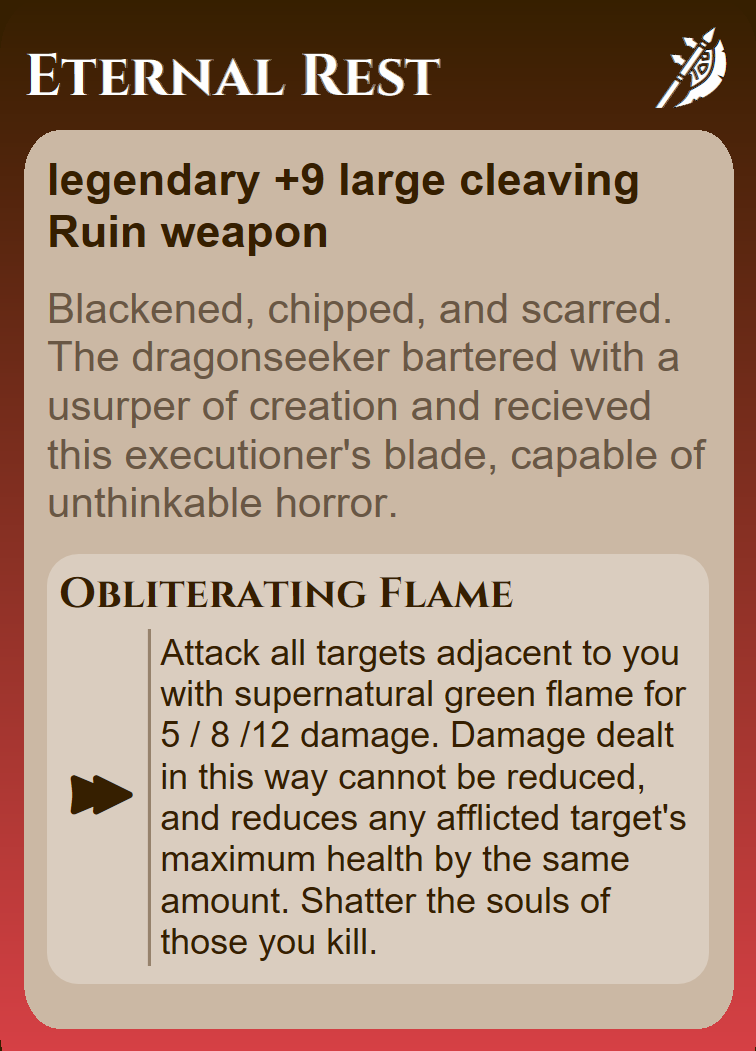 Eternal Rest
legendary +9 large cleaving
Ruin weapon
Blackened, chipped, and scarred.
The dragonseeker bartered with a
usurper of creation and recieved
this executioner's blade, capable of
unthinkable horror.
Obliterating Flame
Attack all targets adjacent to you
with supernatural green flame for
5 / 8 /12 damage. Damage dealt
in this way cannot be reduced,
and reduces any afflicted target's
maximum health by the same
amount. Shatter the souls of
those you kill.